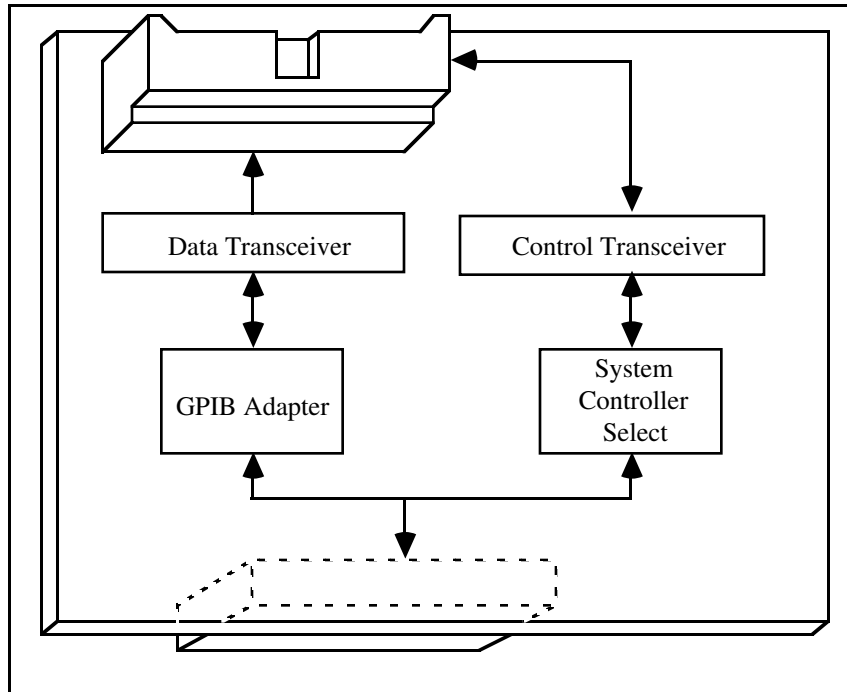 Data Transceiver
Control Transceiver
GPIB Adapter
System
Controller
Select